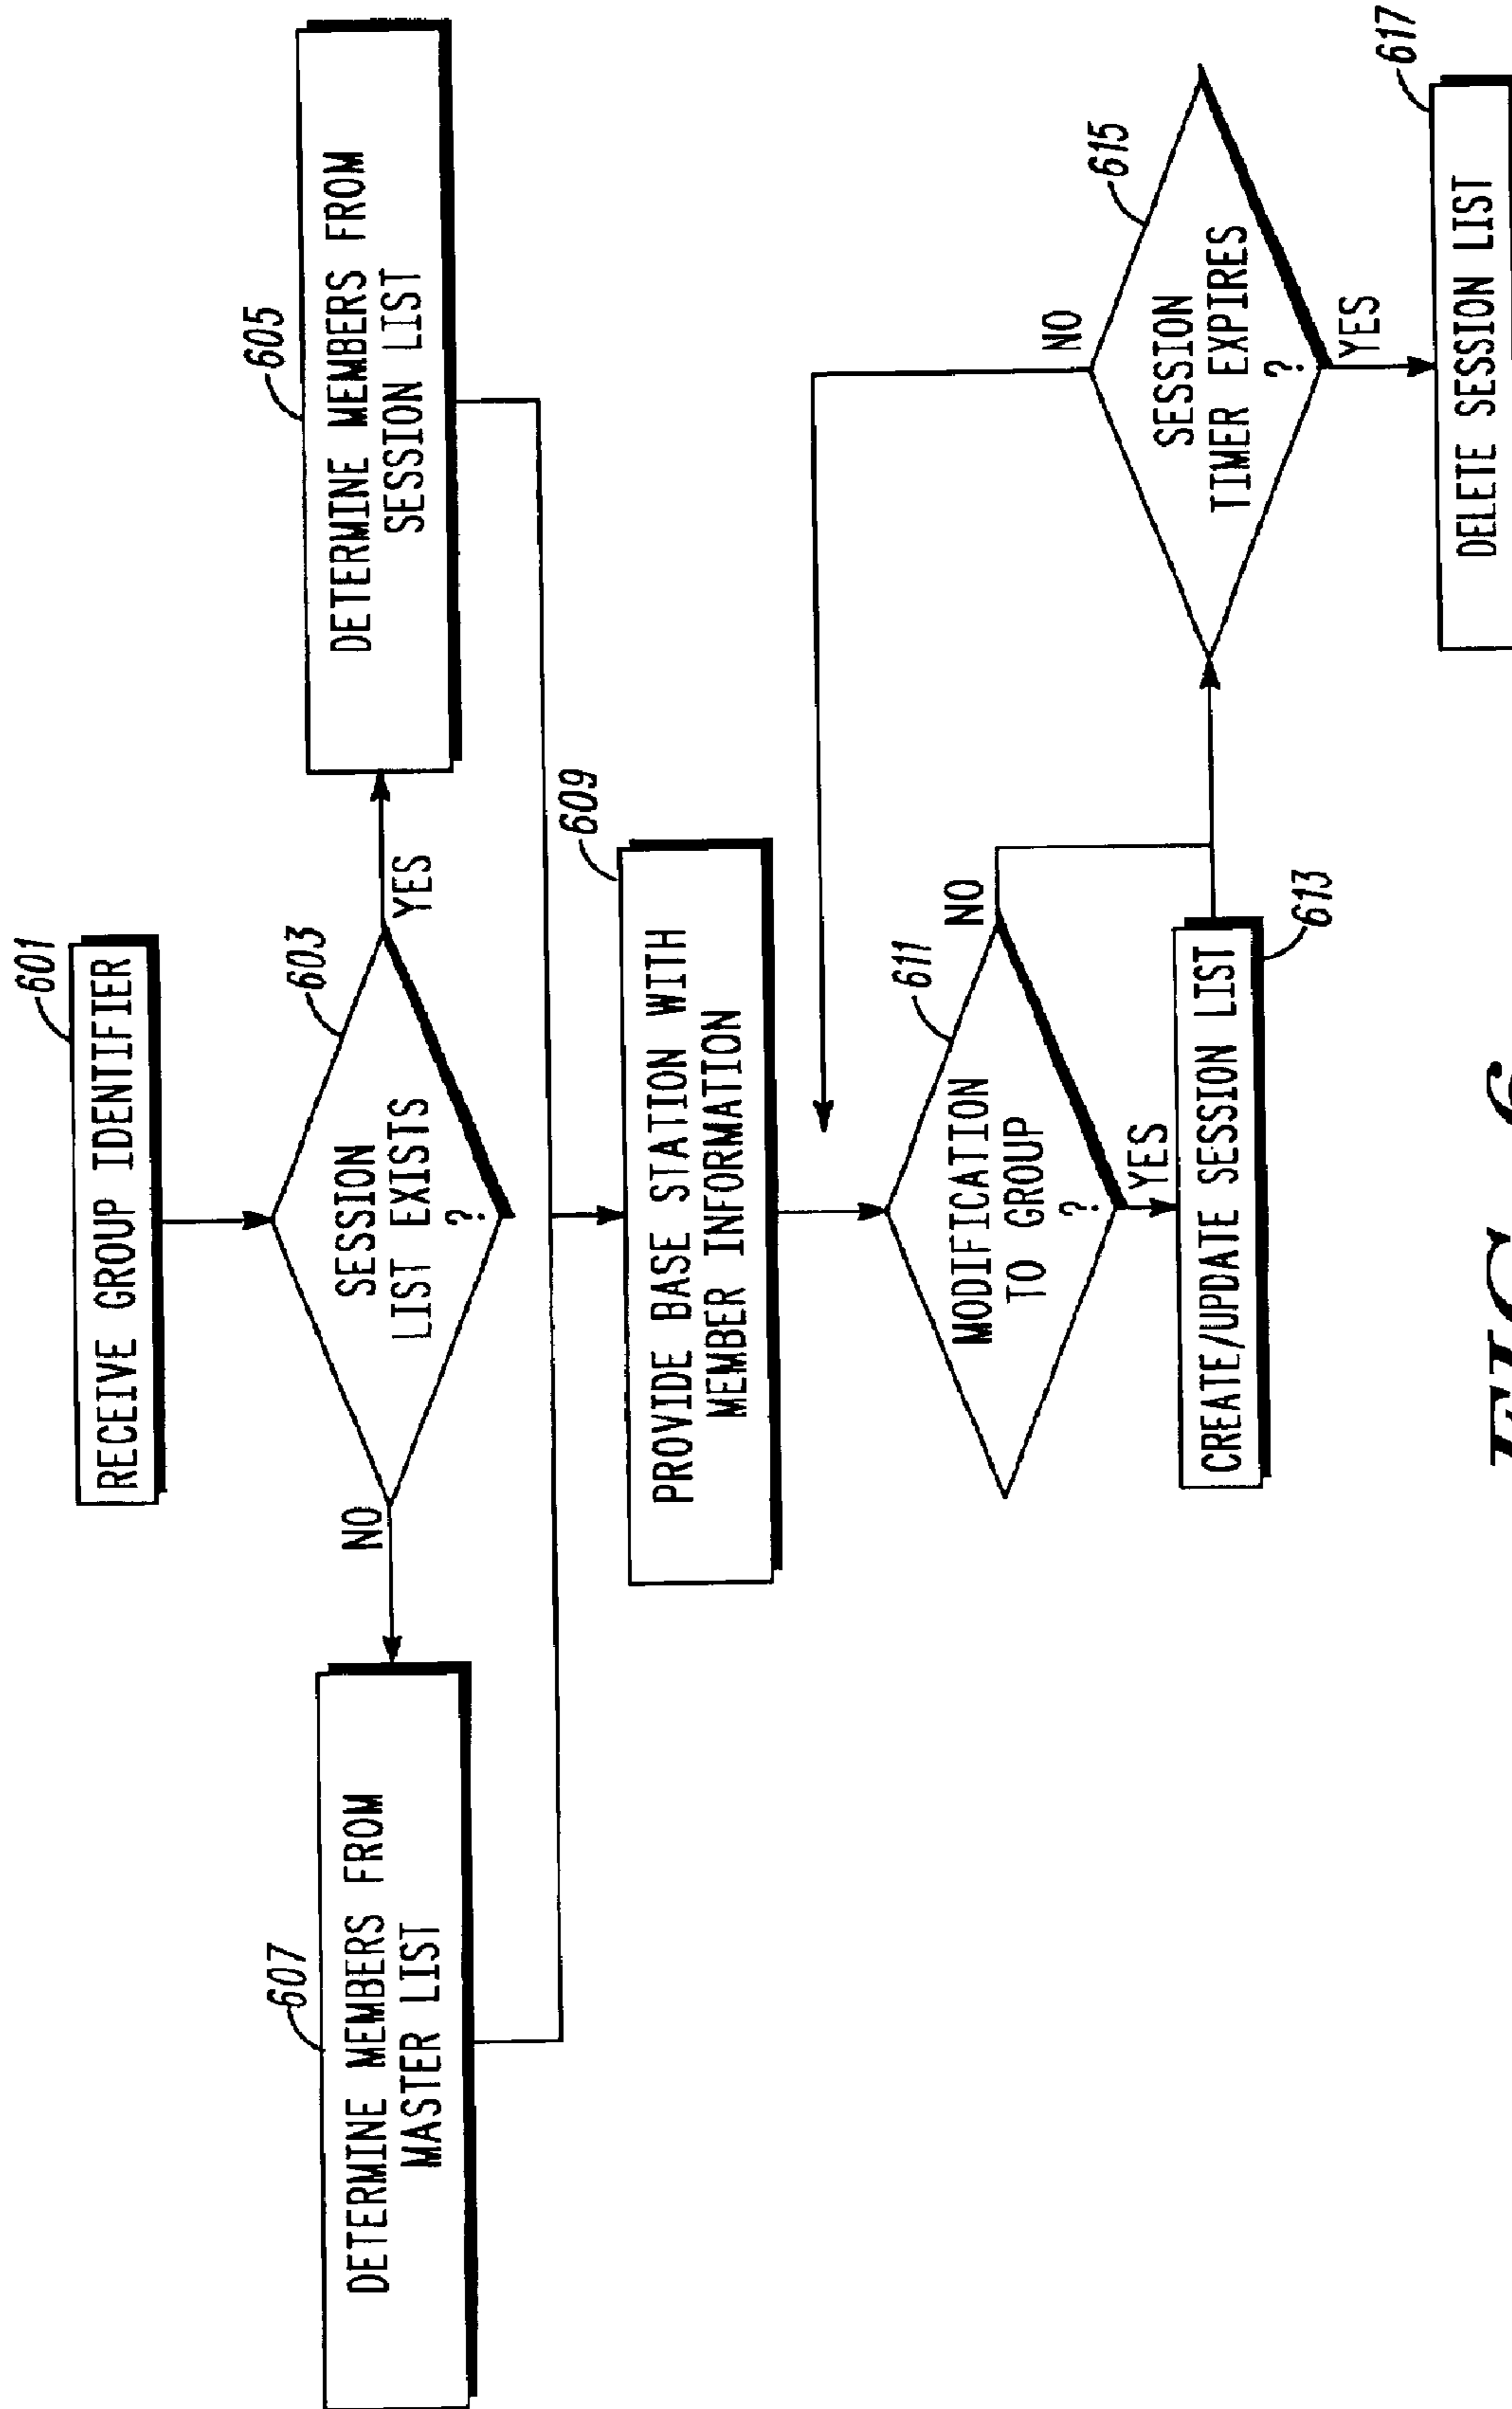 601
RECEIVE GROUP IDENTIFIER
603
SESSION
LIST EXISTS
?
NO
YES
607
DETERMINE MEMBERS FROM
MASTER LIST
605
DETERMINE MEMBERS FROM
SESSION LIST
609
PROVIDE BASE STATION WITH
MEMBER INFORMATION
611
MODIFICATION
TO GROUP
?
NO
YES
CREATE/UPDATE SESSION LIST
613
615
SESSION
TIMER EXPIRES
?
NO
YES
617
DELETE SESSION LIST
FIG. 6